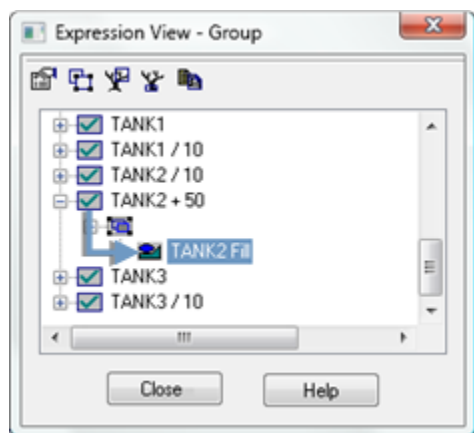 Expression View - Group
TANK1
TANK1 / 10
TANK2 / 10
TANK2 + 50
TANK2 Fill
TANK3
TANK3 / 10
Close
Help